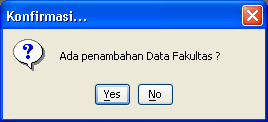 Konfirmasi...
Ada penambahan Data Fakultas ?
Yes No